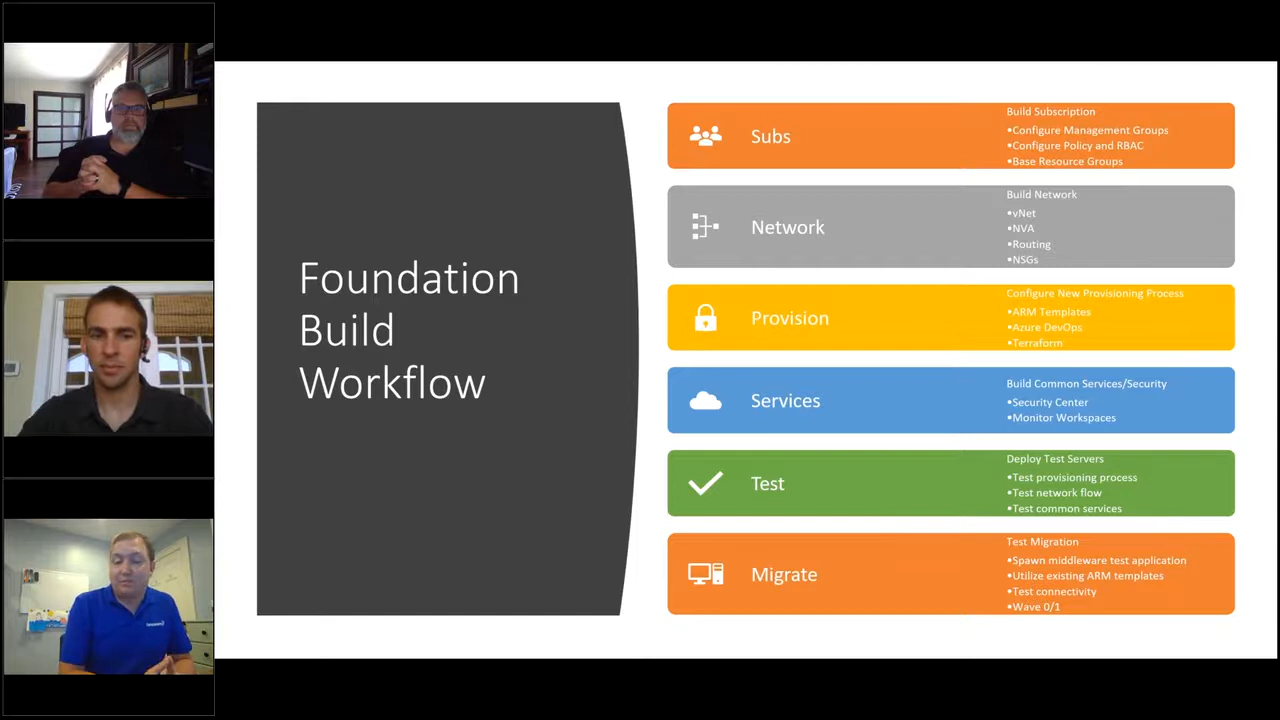 Foundation
Build
Workflow
Subs
Build Subscription
•Configure Management Groups
•Configure Policy and RBAC
•Base Resource Groups
Network
Build Network
•vNet
•NVA
•Routing
•NSGs
Provision
Configure New Provisioning Process
•ARM Templates
•Azure DevOps
•Terraform
Services
Build Common Services/Security
•Security Center
•Monitor Workspaces
Test
Deploy Test Servers
•Test provisioning process
•Test network flow
•Test common services
Migrate
Test Migration
•Spawn middleware test application
•Utilize existing ARM templates
•Test connectivity
•Wave 0/1